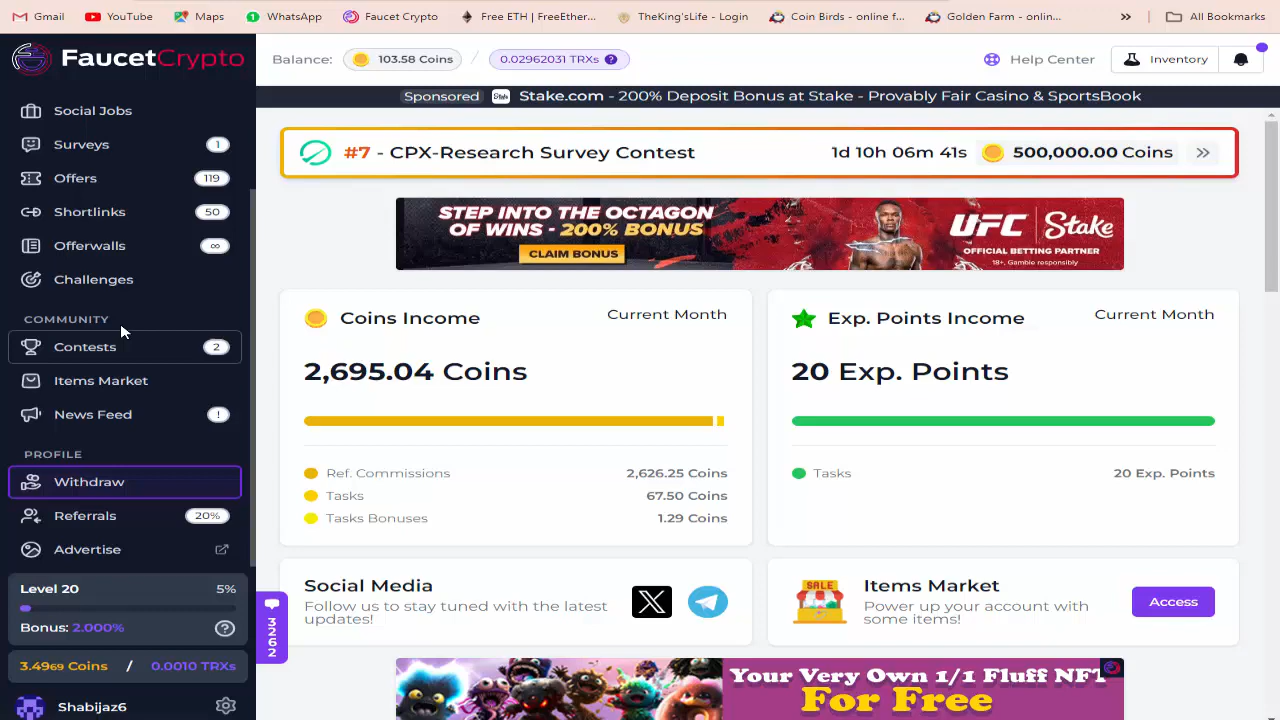 Gmail YouTube Maps WhatsApp Faucet Crypto Free ETH | FreeEther... TheKing'sLife - Login Coin Birds - online f... Golden Farm - onlin... » All Bookmarks
FaucetCrypto
Balance: 103.58 Coins / 0.02962031 TRXs ? Help Center Inventory
Sponsored Stake Stake.com - 200% Deposit Bonus at Stake - Provably Fair Casino & SportsBook
Social Jobs
Surveys 1
Offers 119
Shortlinks 50
Offerwalls ∞
Challenges
COMMUNITY
Contests 2
Items Market
News Feed !
PROFILE
Withdraw
Referrals 20%
Advertise
Level 20 5%
Bonus: 2.000% ?
3.4969 Coins / 0.0010 TRXs
Shabijaz6
3262
#7 - CPX-Research Survey Contest 1d 10h 06m 41s 500,000.00 Coins »
STEP INTO THE OCTAGON
OF WINS - 200% BONUS
CLAIM BONUS
UFC Stake
OFFICIAL BETTING PARTNER
18+, Gamble responsibly
Coins Income Current Month
2,695.04 Coins
Ref. Commissions 2,626.25 Coins
Tasks 67.50 Coins
Tasks Bonuses 1.29 Coins
Exp. Points Income Current Month
20 Exp. Points
Tasks 20 Exp. Points
Social Media
Follow us to stay tuned with the latest
updates!
SALE
Items Market
Power up your account with
some items!
Access
Your Very Own 1/1 Fluff NFT
For Free